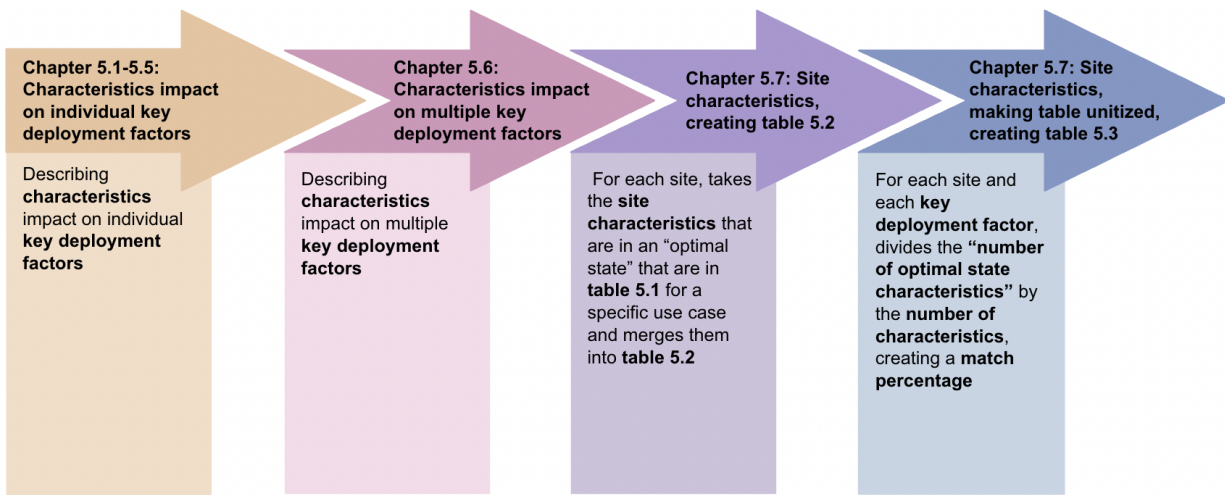 Chapter 5.1-5.5:
Characteristics impact
on individual key
deployment factors
Describing
characteristics
impact on individual
key deployment
factors
Chapter 5.6:
Characteristics impact
on multiple key
deployment factors
Describing
characteristics
impact on multiple
key deployment
factors
Chapter 5.7: Site
characteristics,
creating table 5.2
For each site, takes
the site
characteristics that
are in an “optimal
state” that are in
table 5.1 for a
specific use case
and merges them
into table 5.2
Chapter 5.7: Site
characteristics,
making table unitized,
creating table 5.3
For each site and
each key
deployment factor,
divides the “number
of optimal state
characteristics” by
the number of
characteristics,
creating a match
percentage